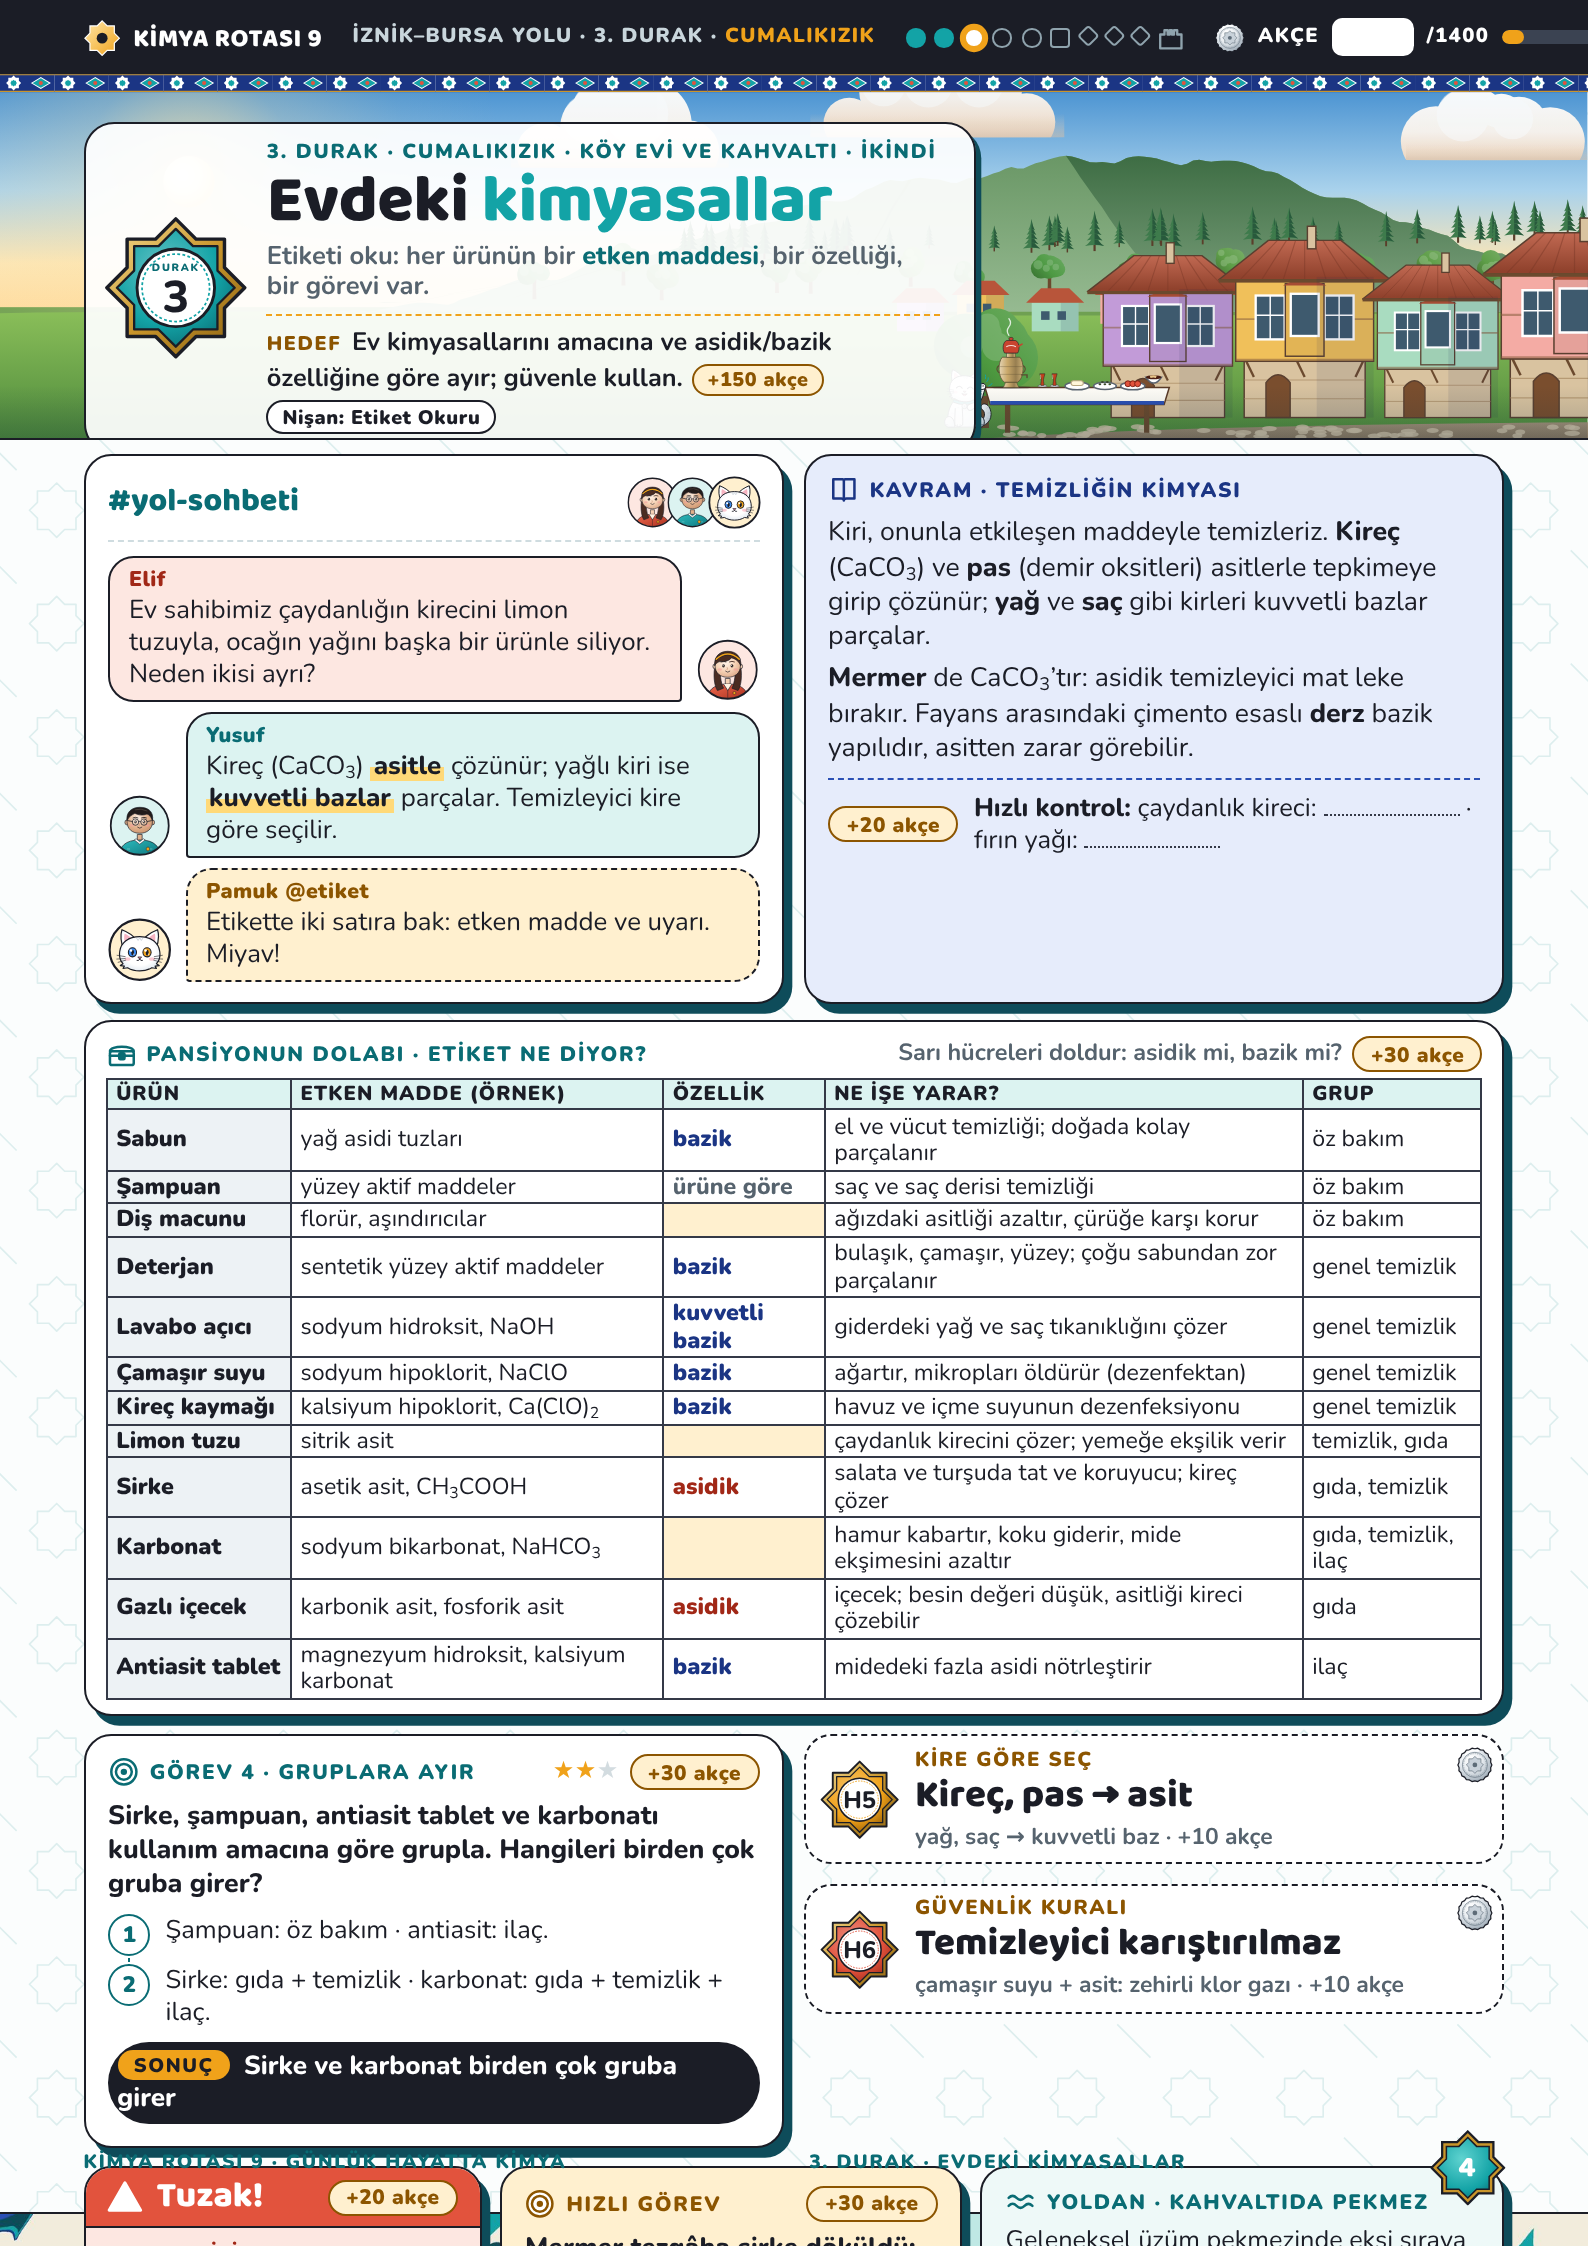 KİMYA ROTASI 9
İZNİK–BURSA YOLU · 3. DURAK · CUMALIKIZIK
AKÇE /1400
3. DURAK · CUMALIKIZIK · KÖY EVİ VE KAHVALTI · İKİNDİ
Evdeki kimyasallar
DURAK
3
Etiketi oku: her ürünün bir etken maddesi, bir özelliği,
bir görevi var.
HEDEF Ev kimyasallarını amacına ve asidik/bazik
özelliğine göre ayır; güvenle kullan. +150 akçe
Nişan: Etiket Okuru
#yol-sohbeti
Elif
Ev sahibimiz çaydanlığın kirecini limon
tuzuyla, ocağın yağını başka bir ürünle siliyor.
Neden ikisi ayrı?
Yusuf
Kireç (CaCO₃) asitle çözünür; yağlı kiri ise
kuvvetli bazlar parçalar. Temizleyici kire
göre seçilir.
Pamuk @etiket
Etikette iki satıra bak: etken madde ve uyarı.
Miyav!
KAVRAM · TEMİZLİĞİN KİMYASI
Kiri, onunla etkileşen maddeyle temizleriz. Kireç
(CaCO₃) ve pas (demir oksitleri) asitlerle tepkimeye
girip çözünür; yağ ve saç gibi kirleri kuvvetli bazlar
parçalar.
Mermer de CaCO₃’tır: asidik temizleyici mat leke
bırakır. Fayans arasındaki çimento esaslı derz bazik
yapılıdır, asitten zarar görebilir.
+20 akçe
Hızlı kontrol: çaydanlık kireci: ·
fırın yağı:
PANSİYONUN DOLABI · ETİKET NE DİYOR?
Sarı hücreleri doldur: asidik mi, bazik mi? +30 akçe
ÜRÜN ETKEN MADDE (ÖRNEK) ÖZELLİK NE İŞE YARAR? GRUP
Sabun yağ asidi tuzları bazik el ve vücut temizliği; doğada kolay parçalanır öz bakım
Şampuan yüzey aktif maddeler ürüne göre saç ve saç derisi temizliği öz bakım
Diş macunu florür, aşındırıcılar ağızdaki asitliği azaltır, çürüğe karşı korur öz bakım
Deterjan sentetik yüzey aktif maddeler bazik bulaşık, çamaşır, yüzey; çoğu sabundan zor parçalanır genel temizlik
Lavabo açıcı sodyum hidroksit, NaOH kuvvetli bazik giderdeki yağ ve saç tıkanıklığını çözer genel temizlik
Çamaşır suyu sodyum hipoklorit, NaClO bazik ağartır, mikropları öldürür (dezenfektan) genel temizlik
Kireç kaymağı kalsiyum hipoklorit, Ca(ClO)₂ bazik havuz ve içme suyunun dezenfeksiyonu genel temizlik
Limon tuzu sitrik asit çaydanlık kirecini çözer; yemeğe ekşilik verir temizlik, gıda
Sirke asetik asit, CH₃COOH asidik salata ve turşuda tat ve koruyucu; kireç çözer gıda, temizlik
Karbonat sodyum bikarbonat, NaHCO₃ hamur kabartır, koku giderir, mide ekşimesini azaltır gıda, temizlik, ilaç
Gazlı içecek karbonik asit, fosforik asit asidik içecek; besin değeri düşük, asitliği kireci çözebilir gıda
Antiasit tablet magnezyum hidroksit, kalsiyum karbonat bazik midedeki fazla asidi nötrleştirir ilaç
GÖREV 4 · GRUPLARA AYIR
+30 akçe
Sirke, şampuan, antiasit tablet ve karbonatı
kullanım amacına göre grupla. Hangileri birden çok
gruba girer?
1 Şampuan: öz bakım · antiasit: ilaç.
2 Sirke: gıda + temizlik · karbonat: gıda + temizlik +
ilaç.
SONUÇ Sirke ve karbonat birden çok gruba
girer
H5
KİRE GÖRE SEÇ
Kireç, pas → asit
yağ, saç → kuvvetli baz · +10 akçe
H6
GÜVENLİK KURALI
Temizleyici karıştırılmaz
çamaşır suyu + asit: zehirli klor gazı · +10 akçe
KİMYA ROTASI 9 · GÜNLÜK HAYATTA KİMYA
3. DURAK · EVDEKİ KİMYASALLAR
4
Tuzak! +20 akçe
HIZLI GÖREV +30 akçe
Mermer tezgâha sirke döküldü:
YOLDAN · KAHVALTIDA PEKMEZ
Geleneksel üzüm pekmezinde ekşi şıraya